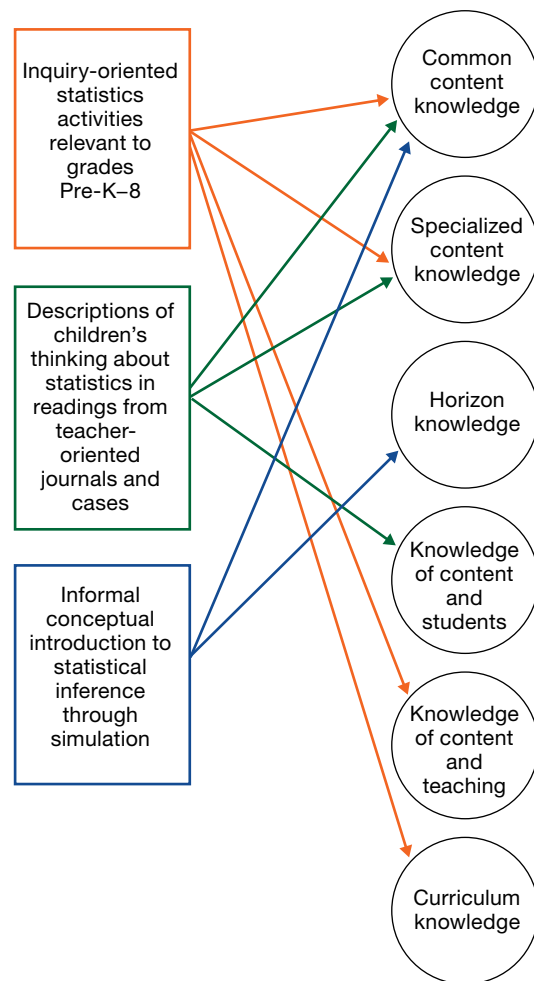 Inquiry-oriented
statistics
activities
relevant to
grades
Pre-K–8
Descriptions of
children's
thinking about
statistics in
readings from
teacher-
oriented
journals and
cases
Informal
conceptual
introduction to
statistical
inference
through
simulation
Common
content
knowledge
Specialized
content
knowledge
Horizon
knowledge
Knowledge
of content
and
students
Knowledge
of content
and
teaching
Curriculum
knowledge